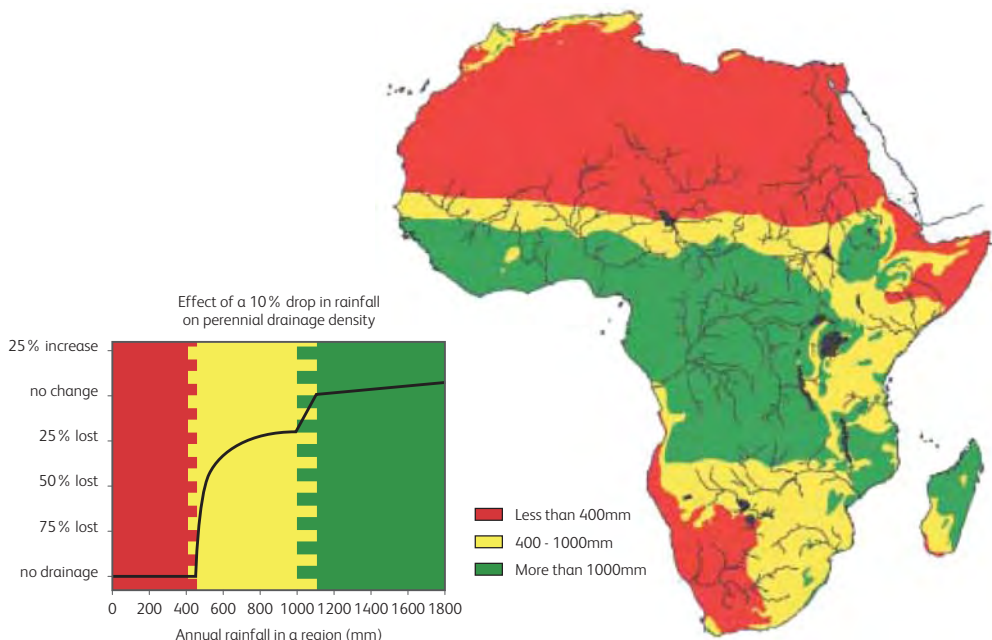 Effect of a 10% drop in rainfall
on perennial drainage density
25% increase
no change
25% lost
50% lost
75% lost
no drainage
0 200 400 600 800 1000 1200 1400 1600 1800
Annual rainfall in a region (mm)
Less than 400mm
400 - 1000mm
More than 1000mm